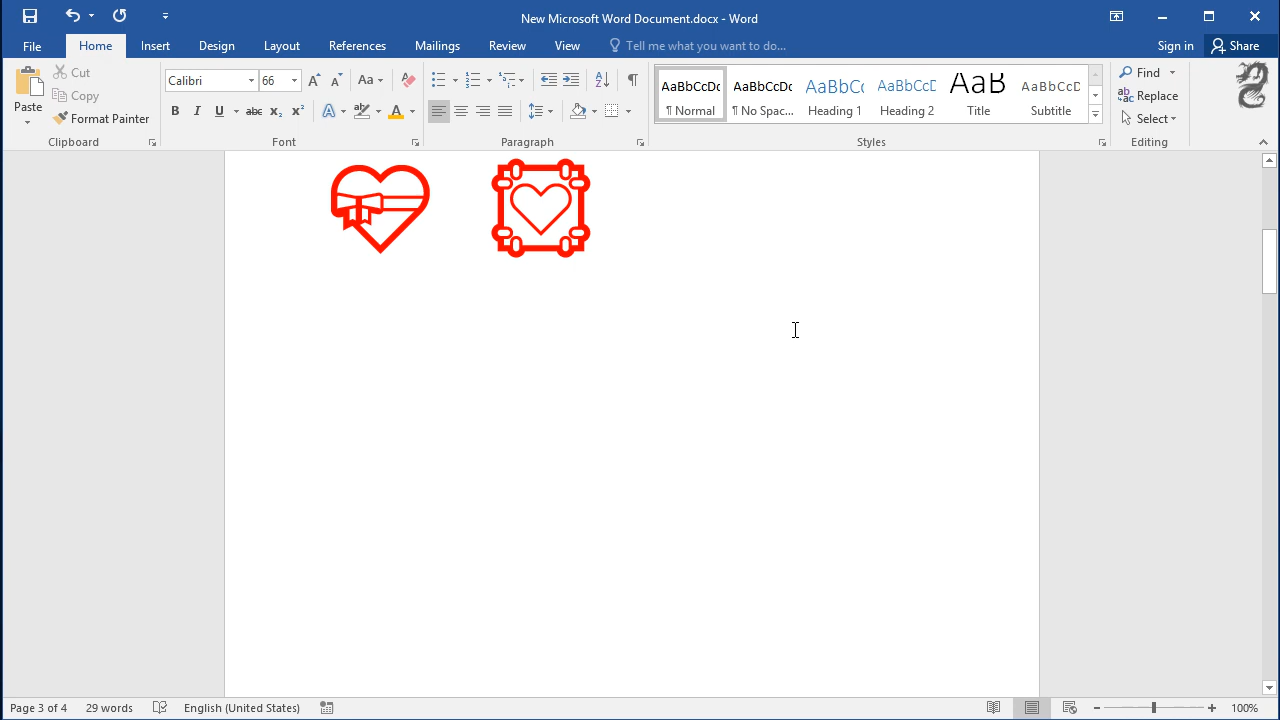 New Microsoft Word Document.docx - Word
File Home Insert Design Layout References Mailings Review View Tell me what you want to do... Sign in Share
Paste
Cut
Copy
Format Painter
Clipboard
Calibri 66 Aa
B I U abc x₂ x² A ab A
Font
Paragraph
AaBbCcDc AaBbCcDc AaBbCc AaBbCcD AaB AaBbCcD
¶ Normal ¶ No Spac... Heading 1 Heading 2 Title Subtitle
Styles
Find
Replace
Select
Editing
Page 3 of 4 29 words English (United States) 100%